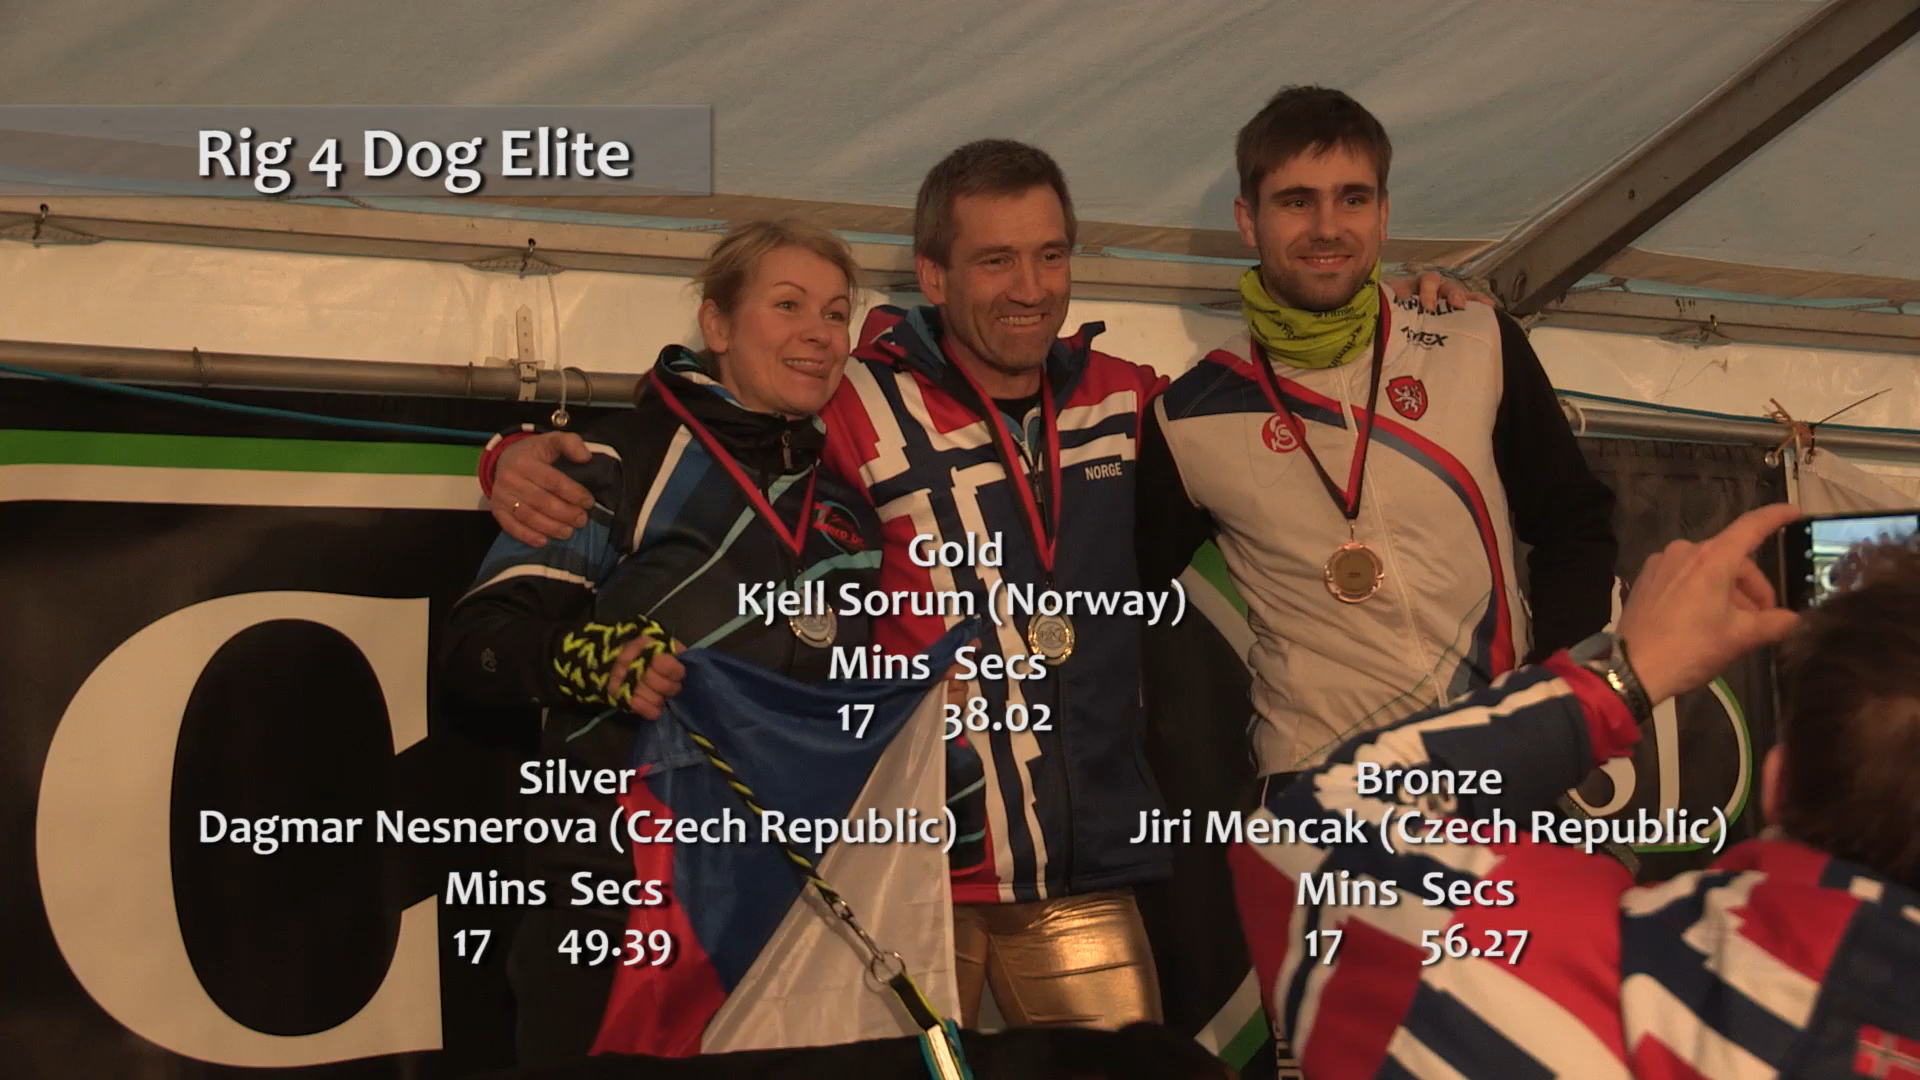 Rig 4 Dog Elite
NORGE
Gold
Kjell Sorum (Norway)
Mins Secs
17 38.02
Silver
Dagmar Nesnerova (Czech Republic)
Mins Secs
17 49.39
Bronze
Jiri Mencak (Czech Republic)
Mins Secs
17 56.27
C